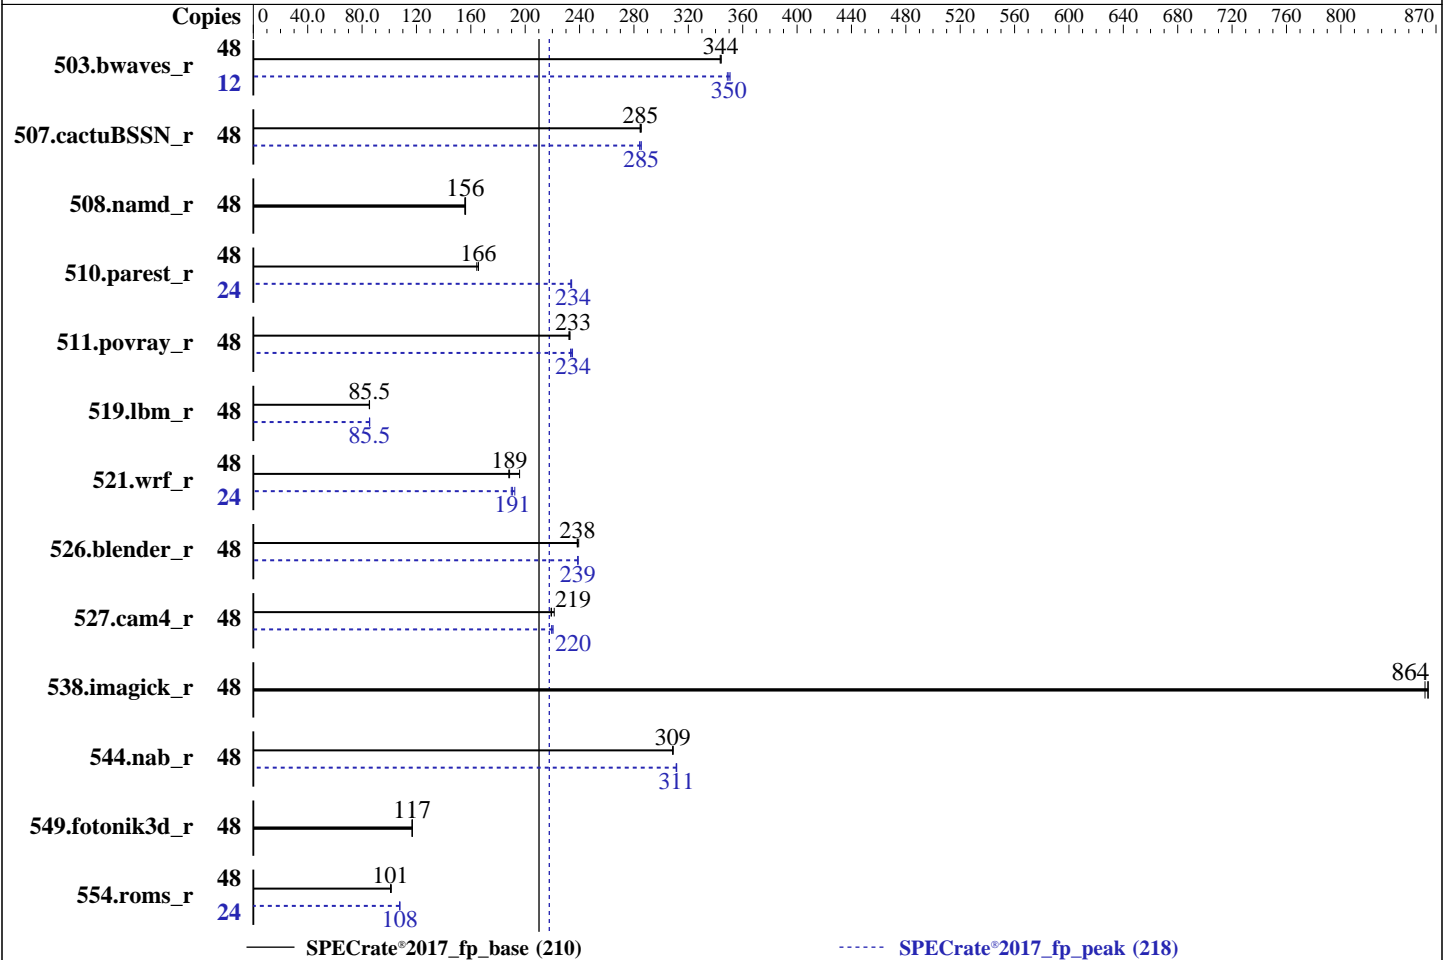 Copies 0 40.0 80.0 120 160 200 240 280 320 360 400 440 480 520 560 600 640 680 720 760 800 870
503.bwaves_r 48 344
12 350
507.cactuBSSN_r 48 285
285
508.namd_r 48 156
510.parest_r 48 166
24 234
511.povray_r 48 233
234
519.lbm_r 48 85.5
85.5
521.wrf_r 48 189
24 191
526.blender_r 48 238
239
527.cam4_r 48 219
220
538.imagick_r 48 864
544.nab_r 48 309
311
549.fotonik3d_r 48 117
554.roms_r 48 101
24 108
SPECrate®2017_fp_base (210) SPECrate®2017_fp_peak (218)